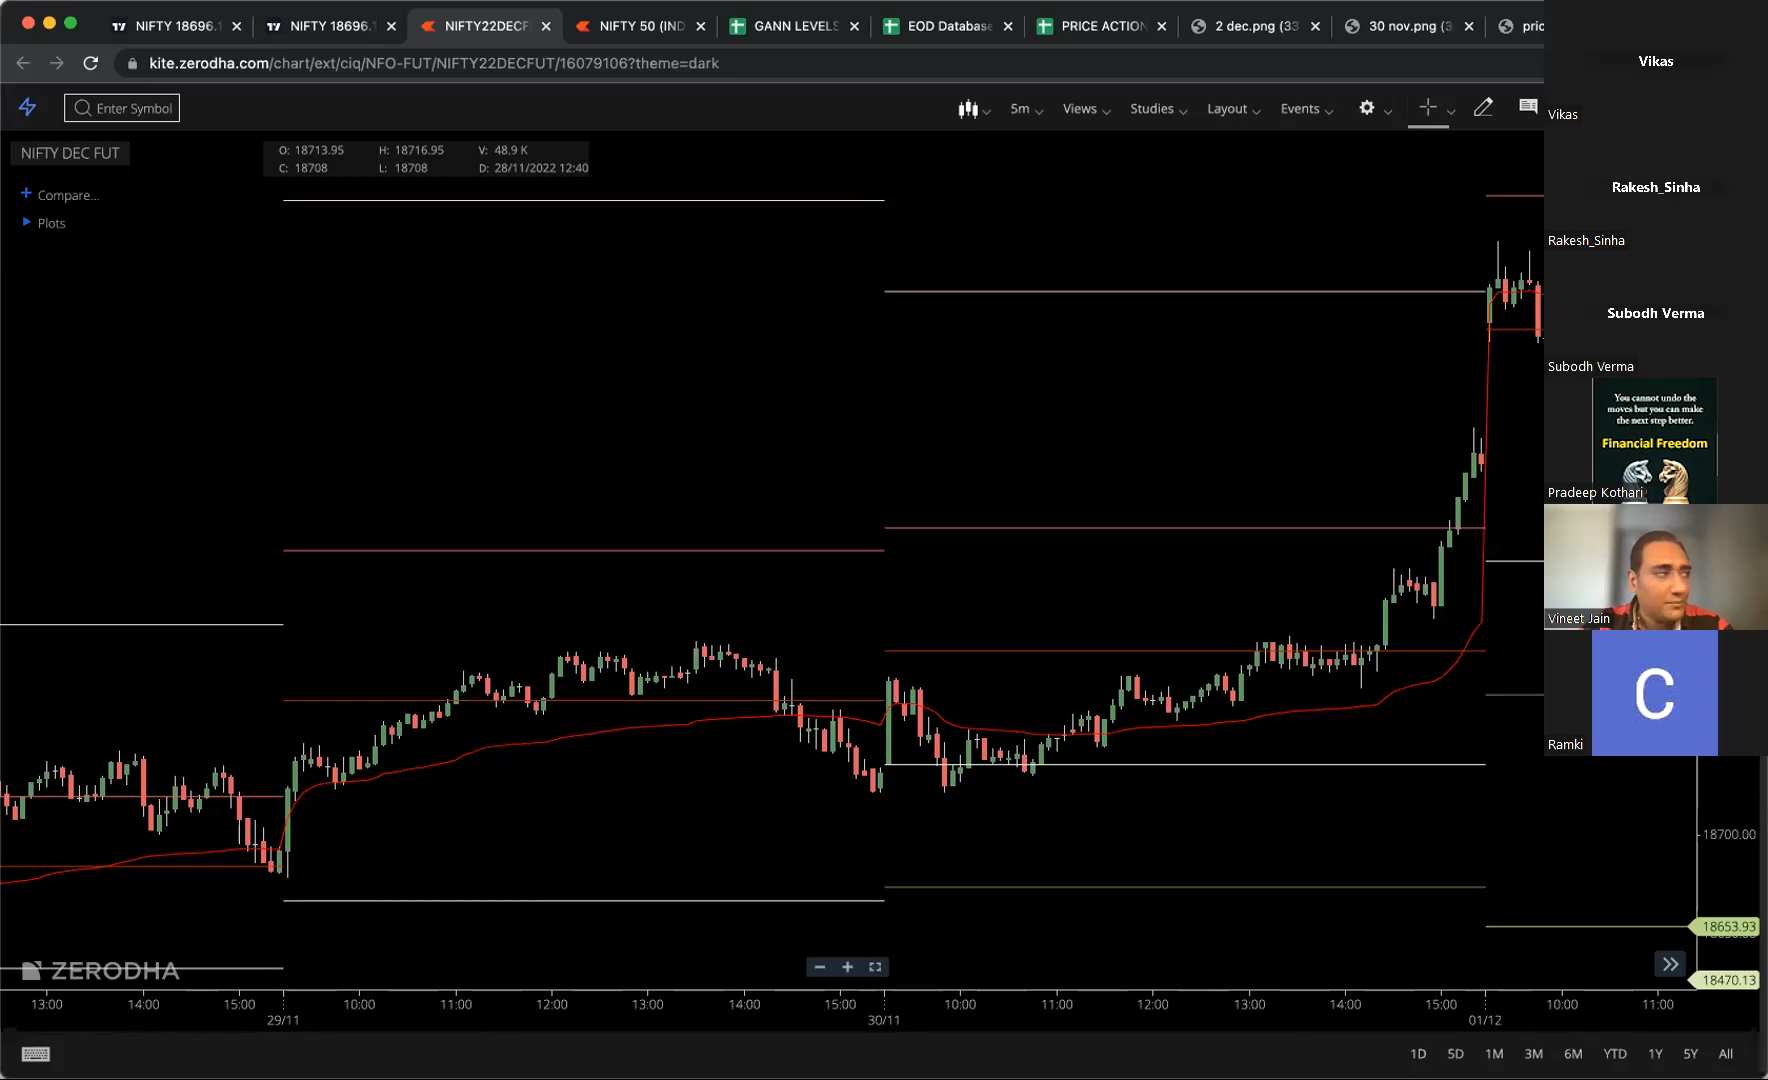 NIFTY 18696.
NIFTY 18696.
NIFTY22DECF
NIFTY 50 (IND
GANN LEVELS
EOD Database
PRICE ACTION
2 dec.png (33
30 nov.png (3
pric
kite.zerodha.com/chart/ext/ciq/NFO-FUT/NIFTY22DECFUT/16079106?theme=dark
Enter Symbol
5m
Views
Studies
Layout
Events
NIFTY DEC FUT
O: 18713.95 H: 18716.95 V: 48.9 K
C: 18708 L: 18708 D: 28/11/2022 12:40
+ Compare...
Plots
Vikas
Vikas
Rakesh_Sinha
Rakesh_Sinha
Subodh Verma
Subodh Verma
You cannot undo the
moves but you can make
the next step better.
Financial Freedom
Pradeep Kothari
Vineet Jain
C
Ramki
18700.00
18653.93
18470.13
ZERODHA
13:00 14:00 15:00 10:00 11:00 12:00 13:00 14:00 15:00 10:00 11:00 12:00 13:00 14:00 15:00 10:00 11:00
29/11 30/11 01/12
1D 5D 1M 3M 6M YTD 1Y 5Y All